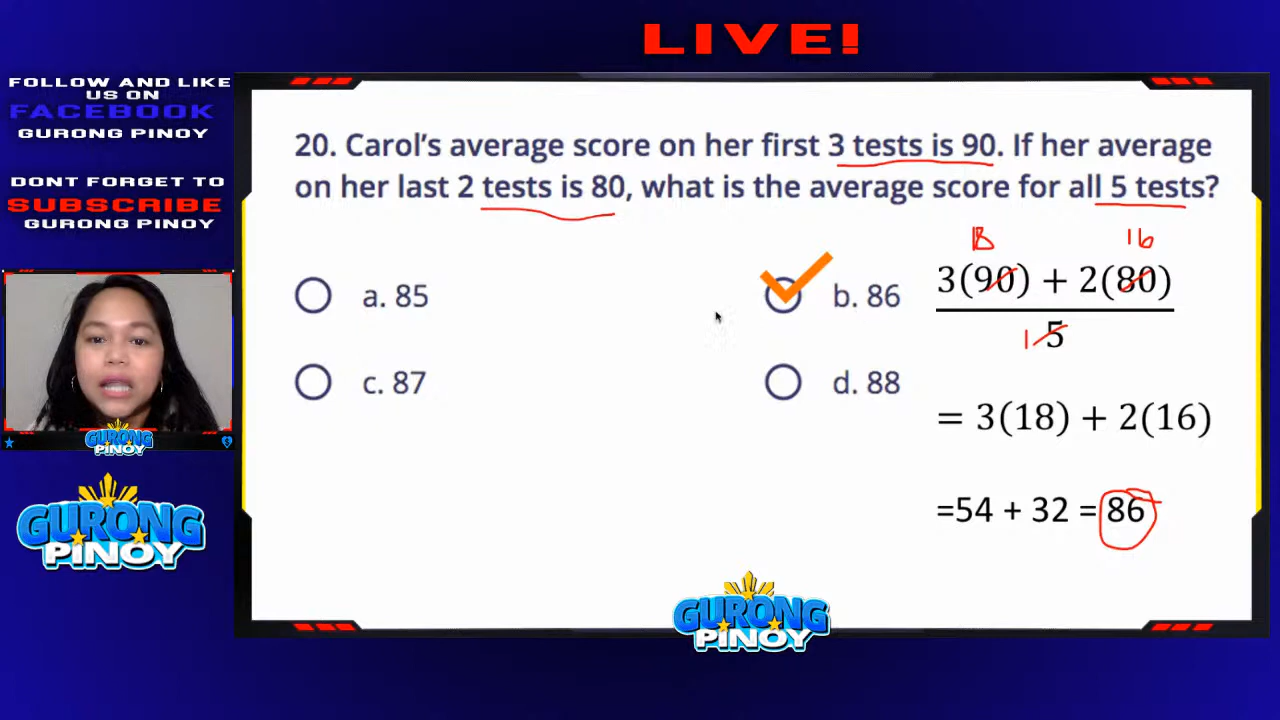 LIVE!
FOLLOW AND LIKE
US ON
FACEBOOK
GURONG PINOY
DONT FORGET TO
SUBSCRIBE
GURONG PINOY
GURONG
PINOY
GURONG
PINOY
20. Carol's average score on her first 3 tests is 90. If her average
on her last 2 tests is 80, what is the average score for all 5 tests?
a. 85
b. 86
c. 87
d. 88
18 16
3(90) + 2(80)
1 5
= 3(18) + 2(16)
=54 + 32 = 86
GURONG
PINOY